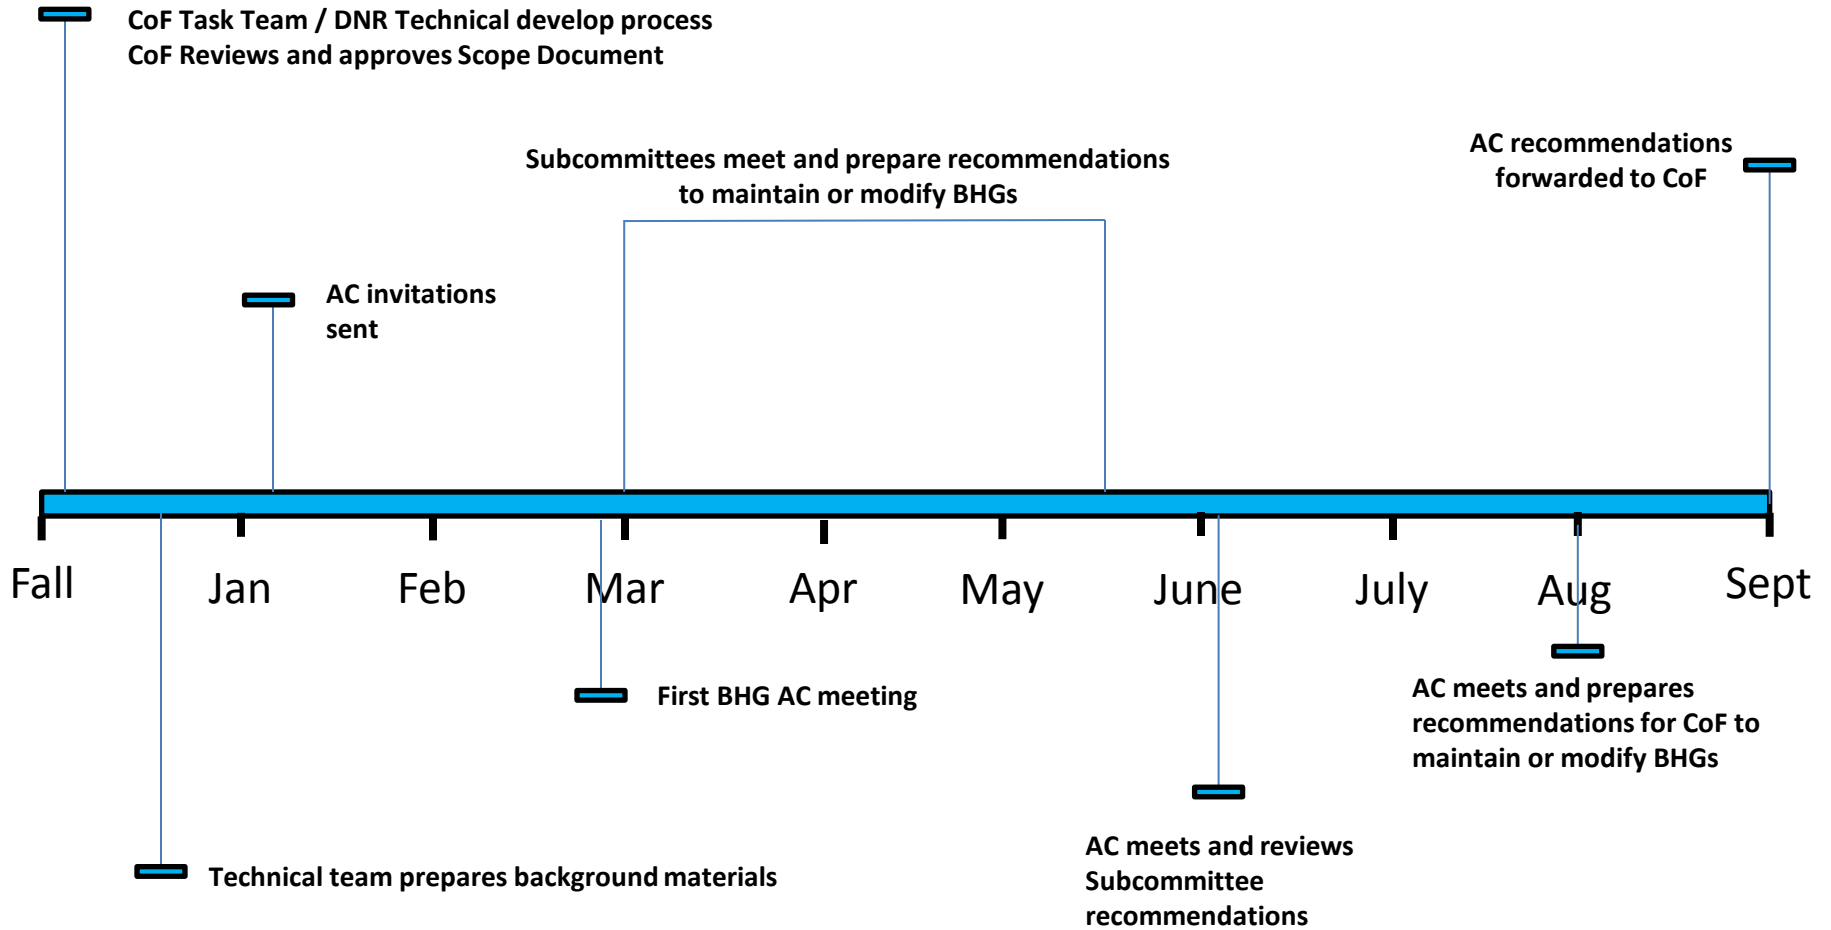 CoF Task Team / DNR Technical develop process
CoF Reviews and approves Scope Document
AC recommendations
forwarded to CoF
Subcommittees meet and prepare recommendations
to maintain or modify BHGs
AC invitations
sent
Fall
Jan
Feb
Mar
Apr
May
June
July
Aug
Sept
First BHG AC meeting
AC meets and prepares
recommendations for CoF to
maintain or modify BHGs
AC meets and reviews
Subcommittee
recommendations
Technical team prepares background materials